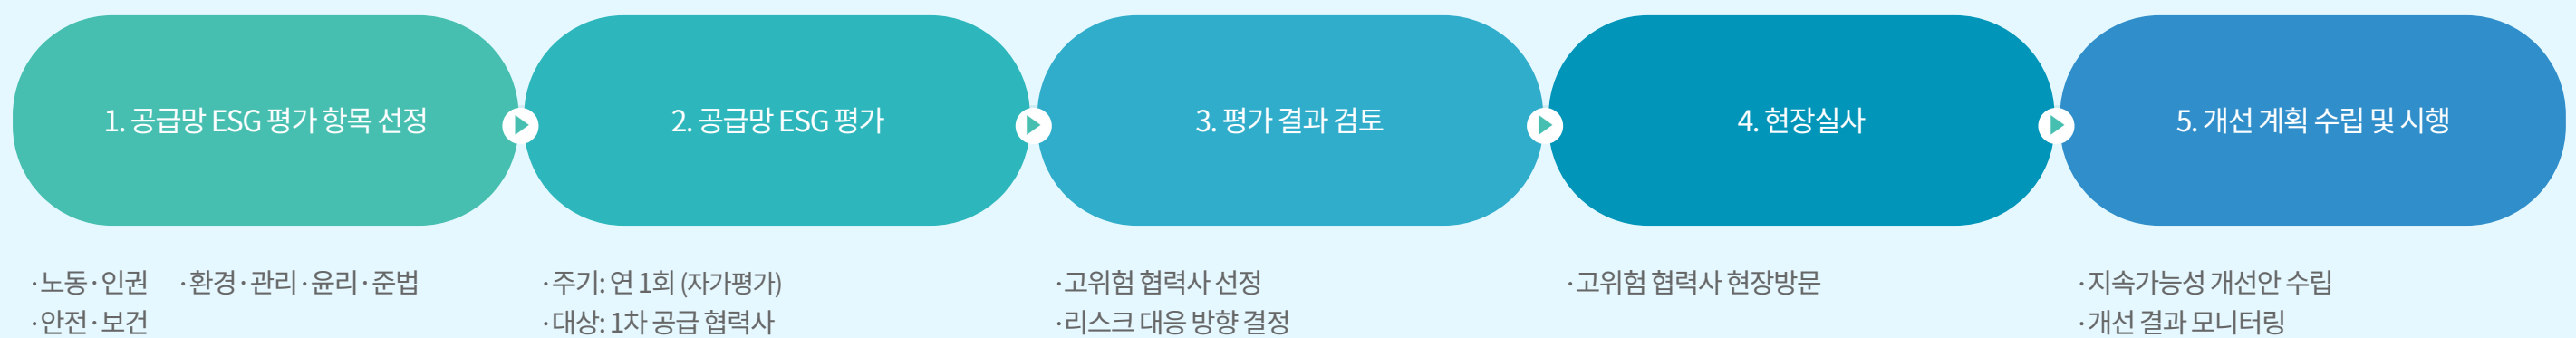 1. 공급망 ESG 평가 항목 선정
·노동·인권 ·환경·관리·윤리·준법
·안전·보건
2. 공급망 ESG 평가
·주기: 연 1회 (자가평가)
·대상: 1차 공급 협력사
3. 평가 결과 검토
·고위험 협력사 선정
·리스크 대응 방향 결정
4. 현장실사
·고위험 협력사 현장방문
5. 개선 계획 수립 및 시행
·지속가능성 개선안 수립
·개선 결과 모니터링